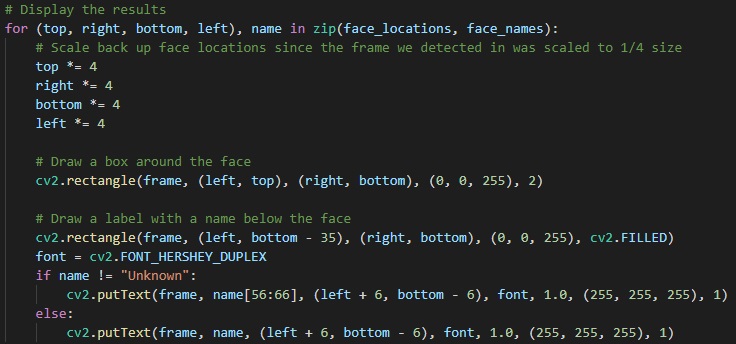 # Display the results
for (top, right, bottom, left), name in zip(face_locations, face_names):
    # Scale back up face locations since the frame we detected in was scaled to 1/4 size
    top *= 4
    right *= 4
    bottom *= 4
    left *= 4

    # Draw a box around the face
    cv2.rectangle(frame, (left, top), (right, bottom), (0, 0, 255), 2)

    # Draw a label with a name below the face
    cv2.rectangle(frame, (left, bottom - 35), (right, bottom), (0, 0, 255), cv2.FILLED)
    font = cv2.FONT_HERSHEY_DUPLEX
    if name != "Unknown":
        cv2.putText(frame, name[56:66], (left + 6, bottom - 6), font, 1.0, (255, 255, 255), 1)
    else:
        cv2.putText(frame, name, (left + 6, bottom - 6), font, 1.0, (255, 255, 255), 1)